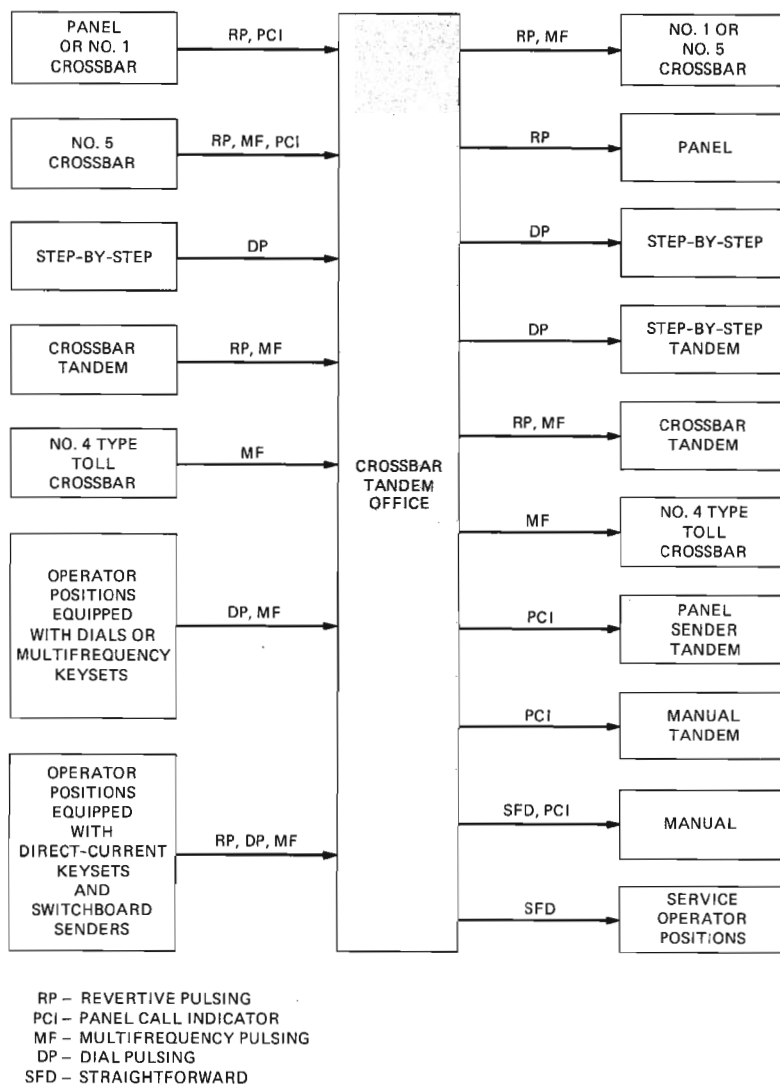 PANEL
OR NO. 1
CROSSBAR
RP, PCI
NO. 5
CROSSBAR
RP, MF, PCI
STEP-BY-STEP
DP
CROSSBAR
TANDEM
RP, MF
NO. 4 TYPE
TOLL
CROSSBAR
MF
OPERATOR
POSITIONS
EQUIPPED
WITH DIALS OR
MULTIFREQUENCY
KEYSETS
DP, MF
OPERATOR
POSITIONS
EQUIPPED
WITH
DIRECT-CURRENT
KEYSETS
AND
SWITCHBOARD
SENDERS
RP, DP, MF
CROSSBAR
TANDEM
OFFICE
RP, MF
NO. 1 OR
NO. 5
CROSSBAR
RP
PANEL
DP
STEP-BY-STEP
DP
STEP-BY-STEP
TANDEM
RP, MF
CROSSBAR
TANDEM
MF
NO. 4 TYPE
TOLL
CROSSBAR
PCI
PANEL
SENDER
TANDEM
PCI
MANUAL
TANDEM
SFD, PCI
MANUAL
SFD
SERVICE
OPERATOR
POSITIONS
RP – REVERTIVE PULSING
PCI – PANEL CALL INDICATOR
MF – MULTIFREQUENCY PULSING
DP – DIAL PULSING
SFD – STRAIGHTFORWARD